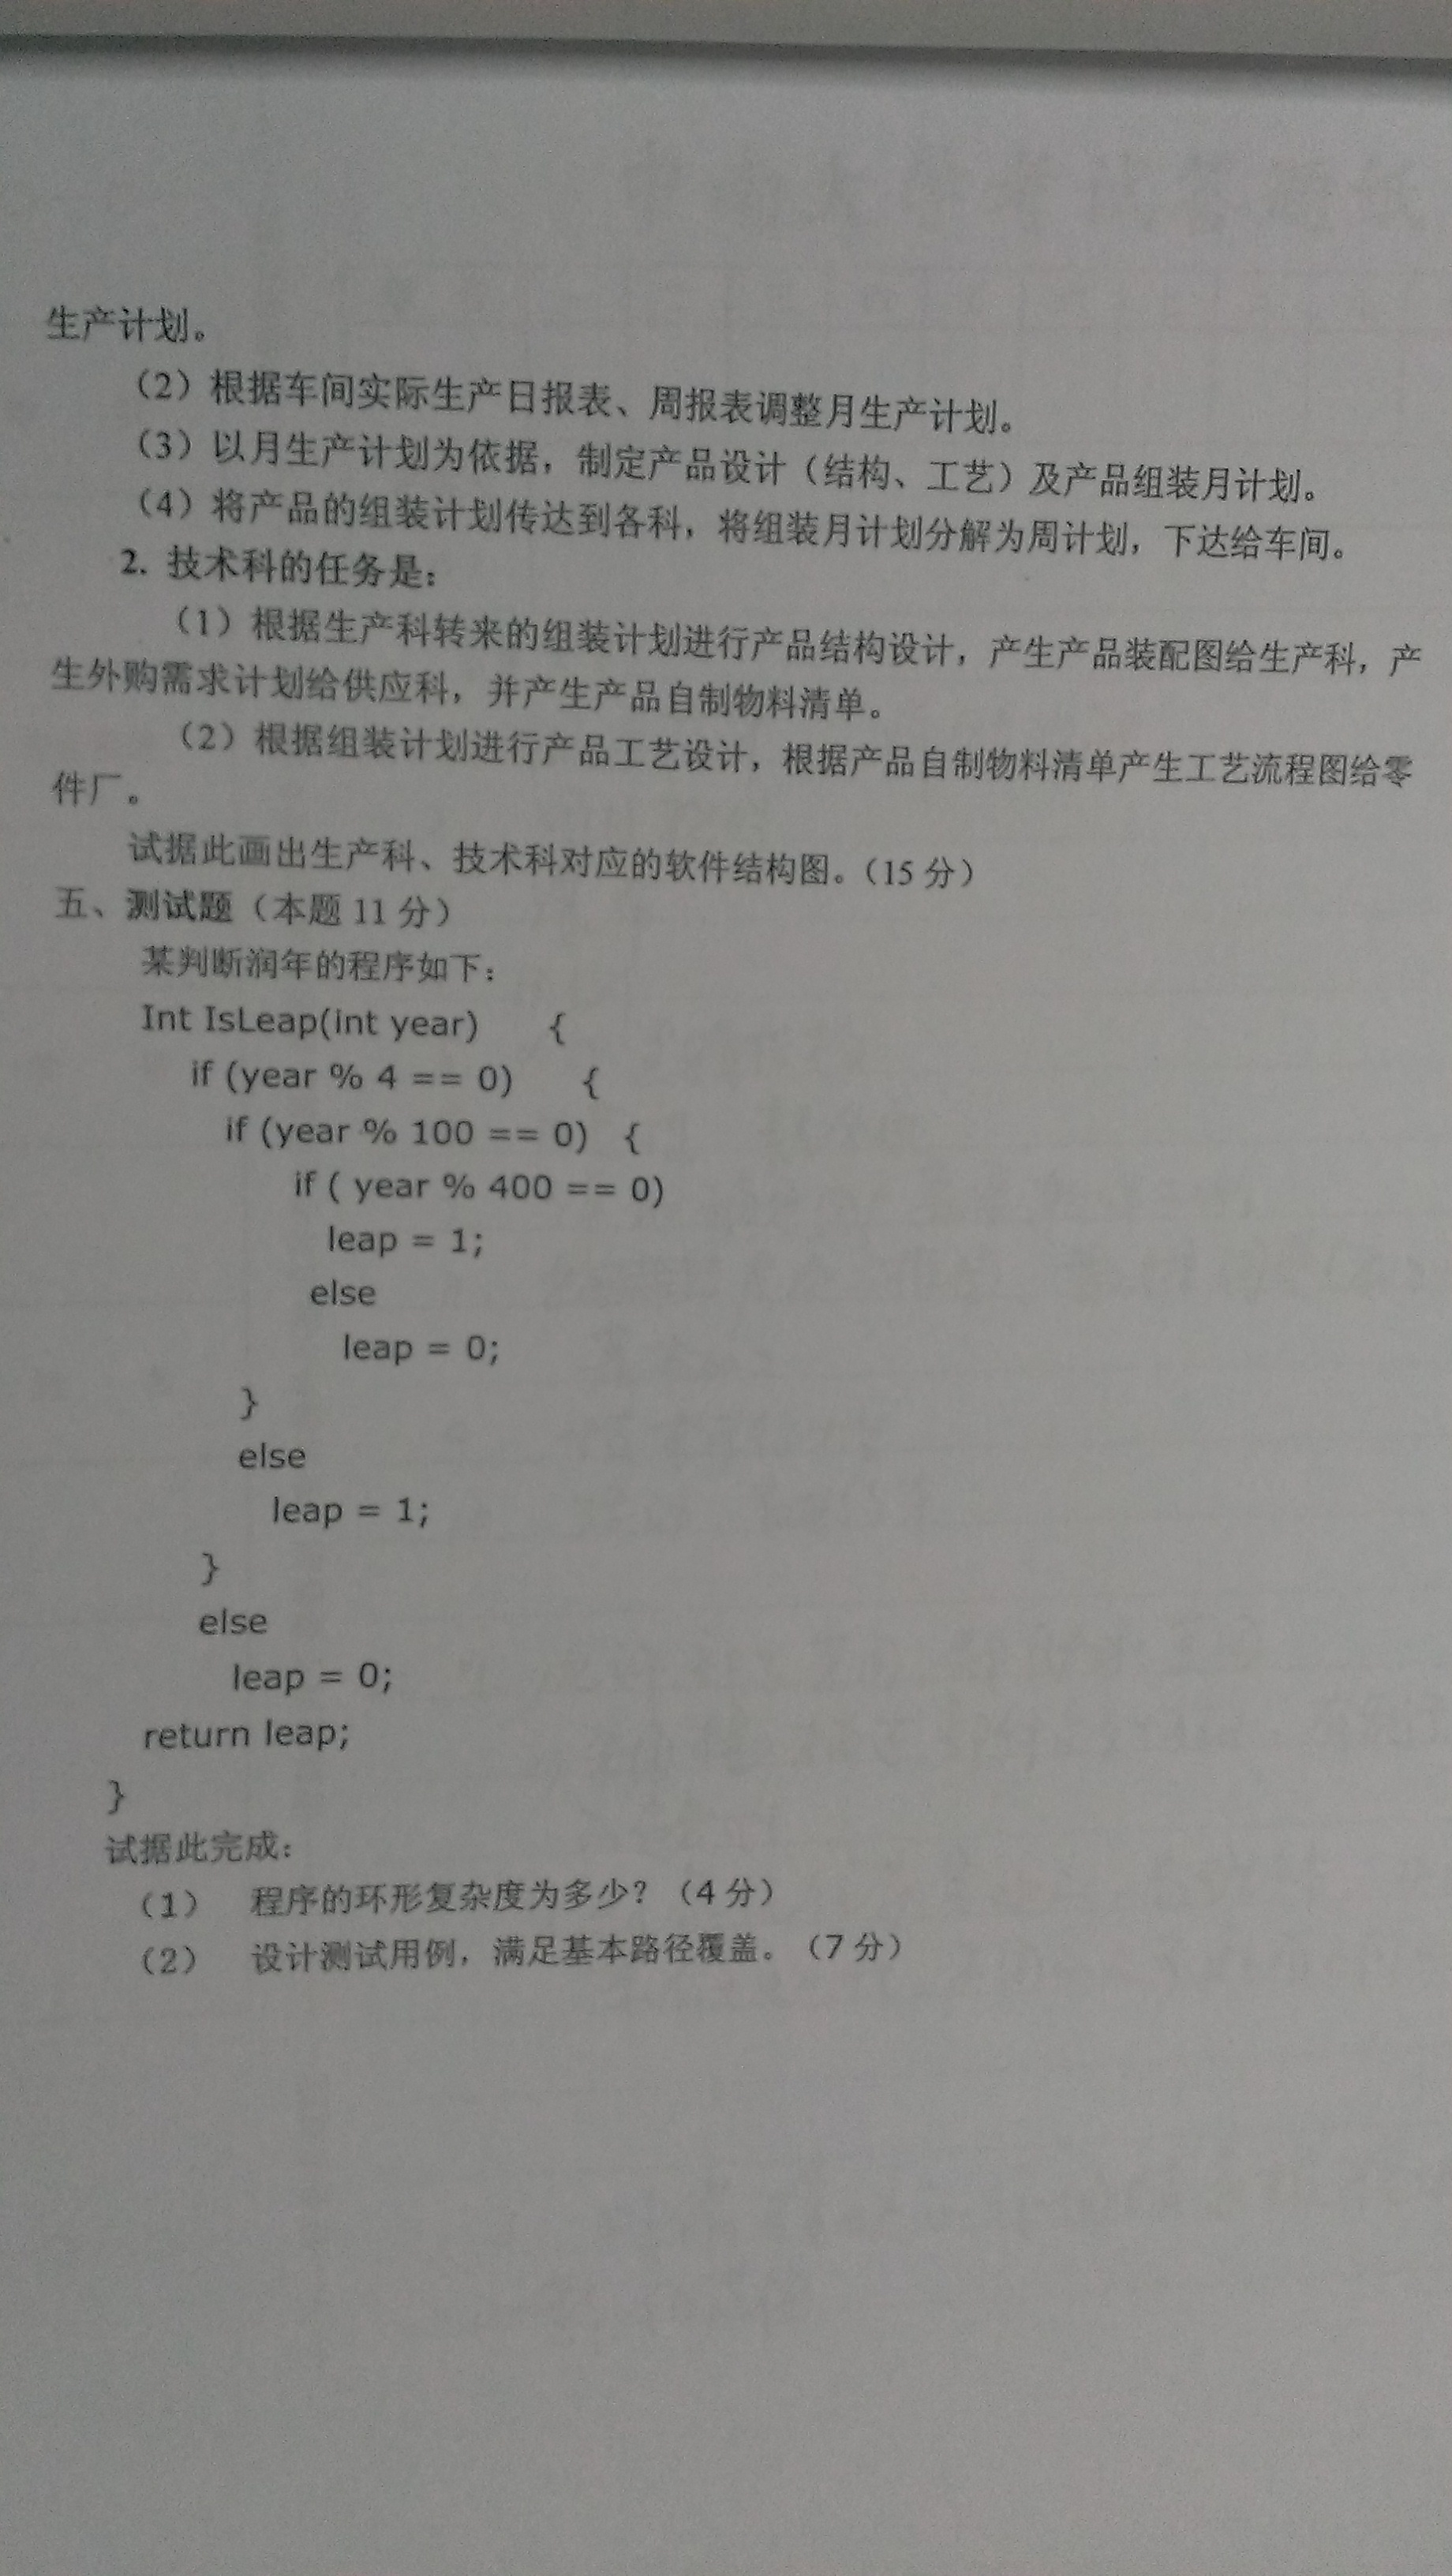 生产计划。
（2）根据车间实际生产日报表、周报表调整月生产计划。
（3）以月生产计划为依据，制定产品设计（结构、工艺）及产品组装月计划。
（4）将产品的组装计划传达到各科，将组装月计划分解为周计划，下达给车间。
2. 技术科的任务是：
（1）根据生产科转来的组装计划进行产品结构设计，产生产品装配图给生产科，产
生外购需求计划给供应科，并产生产品自制物料清单。
（2）根据组装计划进行产品工艺设计，根据产品自制物料清单产生工艺流程图给零
件厂。
试据此画出生产科、技术科对应的软件结构图。（15 分）
五、测试题（本题 11 分）
某判断润年的程序如下：
Int IsLeap(int year) {
if (year % 4 == 0) {
if (year % 100 == 0) {
if ( year % 400 == 0)
leap = 1;
else
leap = 0;
}
else
leap = 1;
}
else
leap = 0;
return leap;
}
试据此完成：
（1） 程序的环形复杂度为多少？（4 分）
（2） 设计测试用例，满足基本路径覆盖。（7 分）